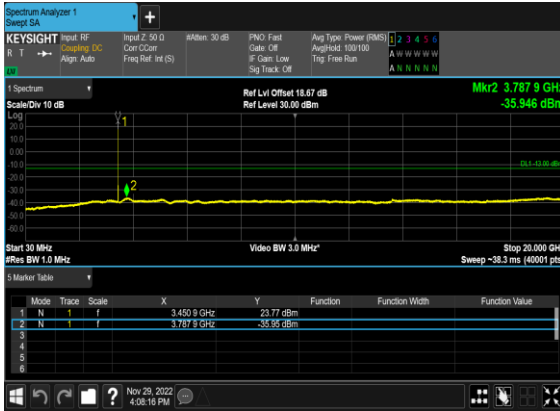 Spectrum Analyzer 1
Swept SA
KEYSIGHT
R T
Input: RF
Coupling: DC
Align: Auto
Input Z: 50 Ω
Corr CCorr
Freq Ref: Int (S)
#Atten: 30 dB
PNO: Fast
Gate: Off
IF Gain: Low
Sig Track: Off
Avg Type: Power (RMS)
Avg|Hold: 100/100
Trig: Free Run
1 2 3 4 5 6
A W W W W W
A N N N N N
1 Spectrum
Scale/Div 10 dB
Log
Ref Lvl Offset 18.67 dB
Ref Level 30.00 dBm
Mkr2 3.787 9 GHz
-35.946 dBm
1
2
20.0
10.0
0.00
-10.0
-20.0
-30.0
-40.0
-50.0
-60.0
DL1 -13.00 dBm
Start 30 MHz
#Res BW 1.0 MHz
Video BW 3.0 MHz*
Stop 20.000 GHz
Sweep ~38.3 ms (40001 pts)
5 Marker Table
Mode Trace Scale X Y Function Function Width Function Value
1 N 1 f 3.450 9 GHz 23.77 dBm
2 N 1 f 3.787 9 GHz -35.95 dBm
3
4
5
6
Nov 29, 2022
4:08:16 PM